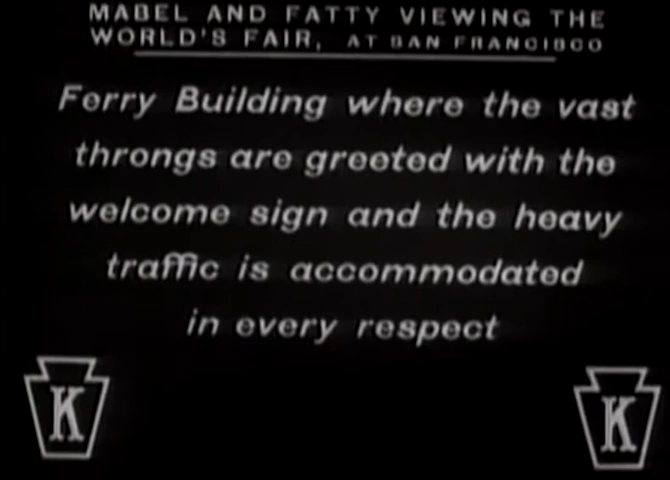 MABEL AND FATTY VIEWING THE
WORLD'S FAIR, AT SAN FRANCISCO
Ferry Building where the vast
throngs are greeted with the
welcome sign and the heavy
traffic is accommodated
in every respect
K K